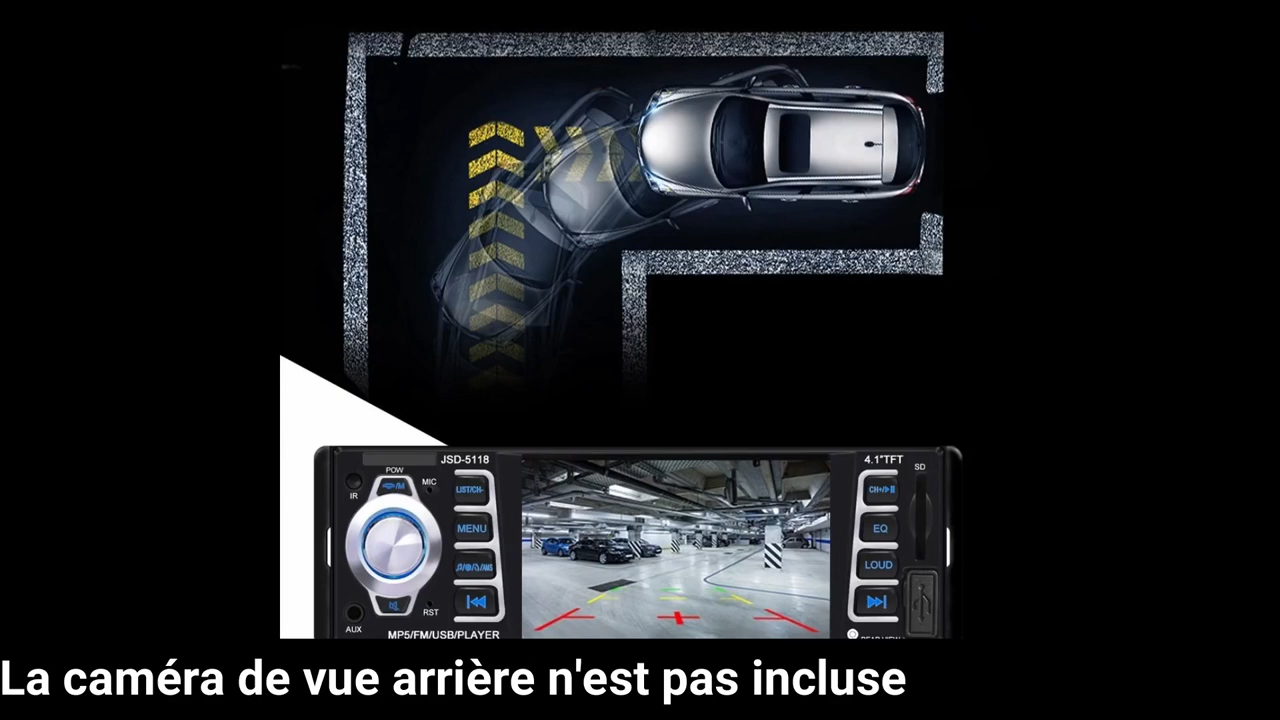 JSD-5118
4.1"TFT
POW
SD
IR
MIC
LIST/CH-
CH+/
MENU
EQ
LOUD
AUX
RST
MP5/FM/USB/PLAYER
La caméra de vue arrière n'est pas incluse